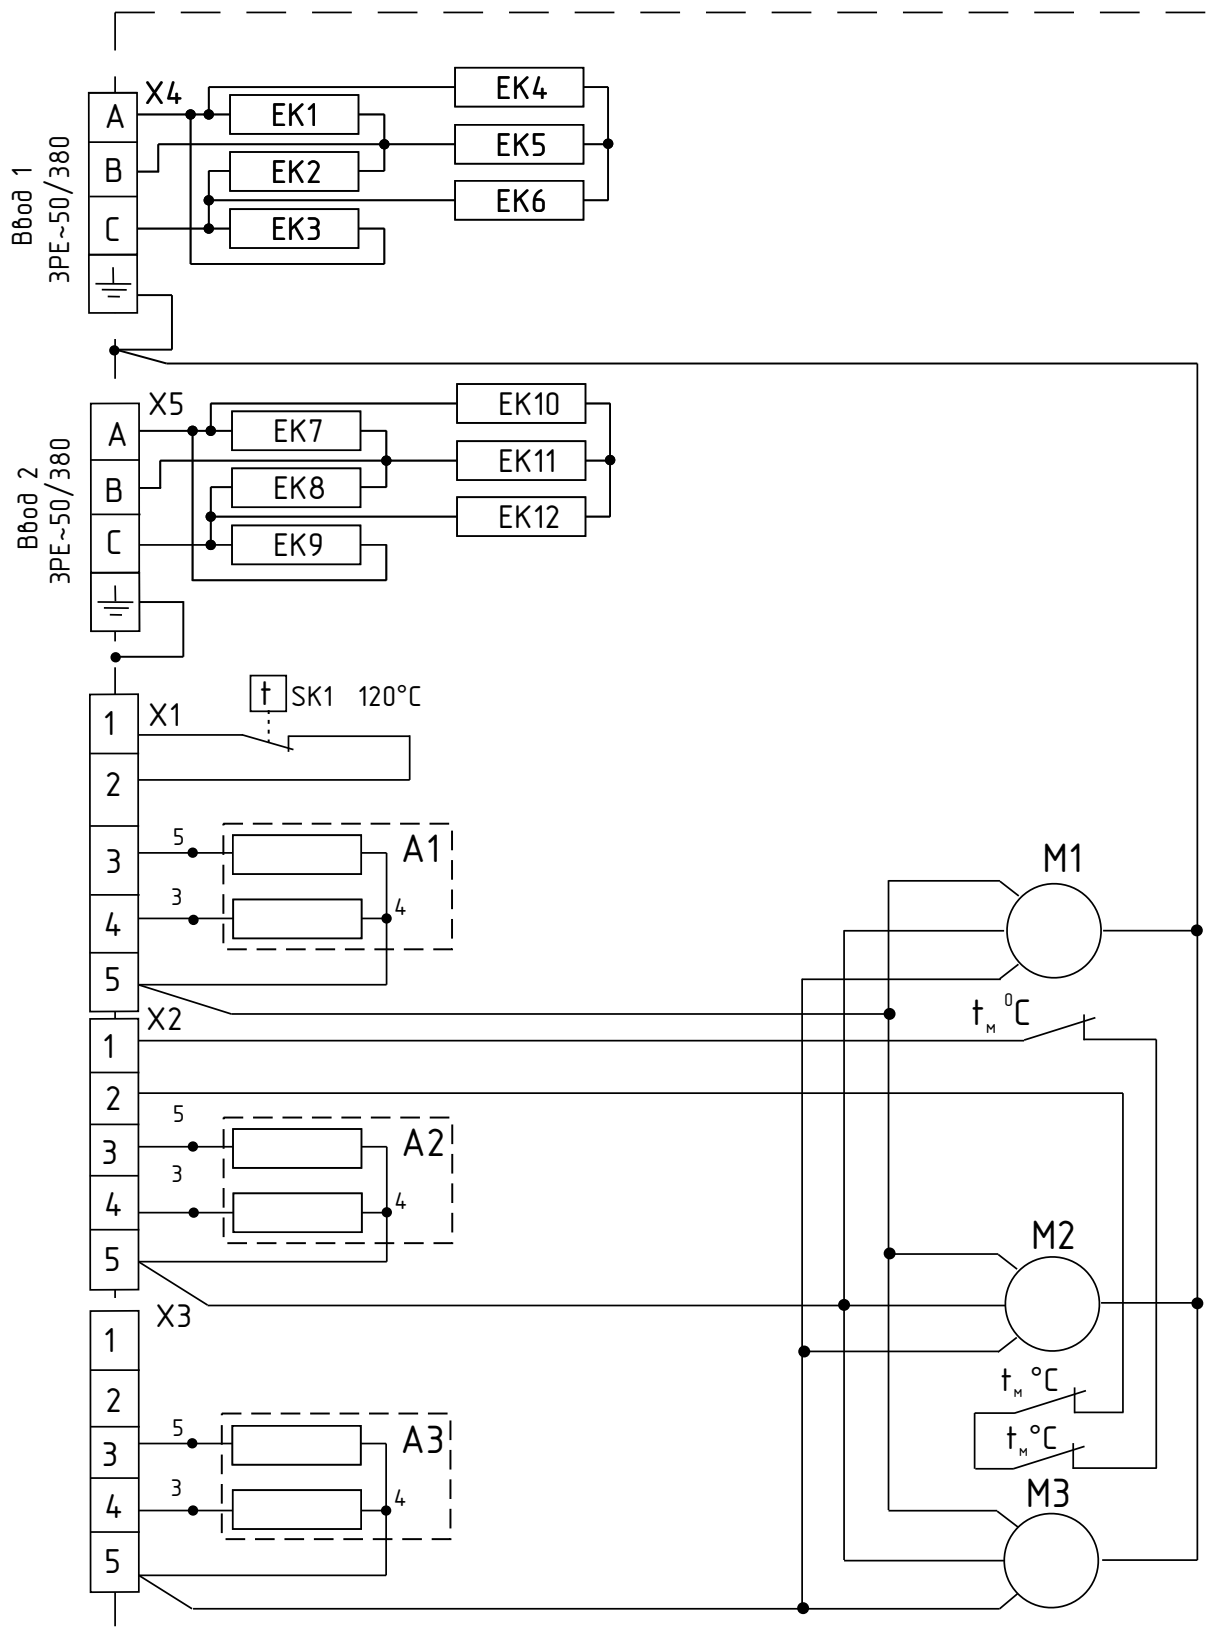 X4
A
B
C
EK1
EK2
EK3
EK4
EK5
EK6
Ввод 1
3PE~50/380
X5
A
B
C
EK7
EK8
EK9
EK10
EK11
EK12
Ввод 2
3PE~50/380
X1
1
2
3
4
5
t SK1 120°C
5
3
4
A1
M1
X2
1
2
3
4
5
tм °C
5
3
4
A2
M2
X3
1
2
3
4
5
tм °C
tм °C
5
3
4
A3
M3